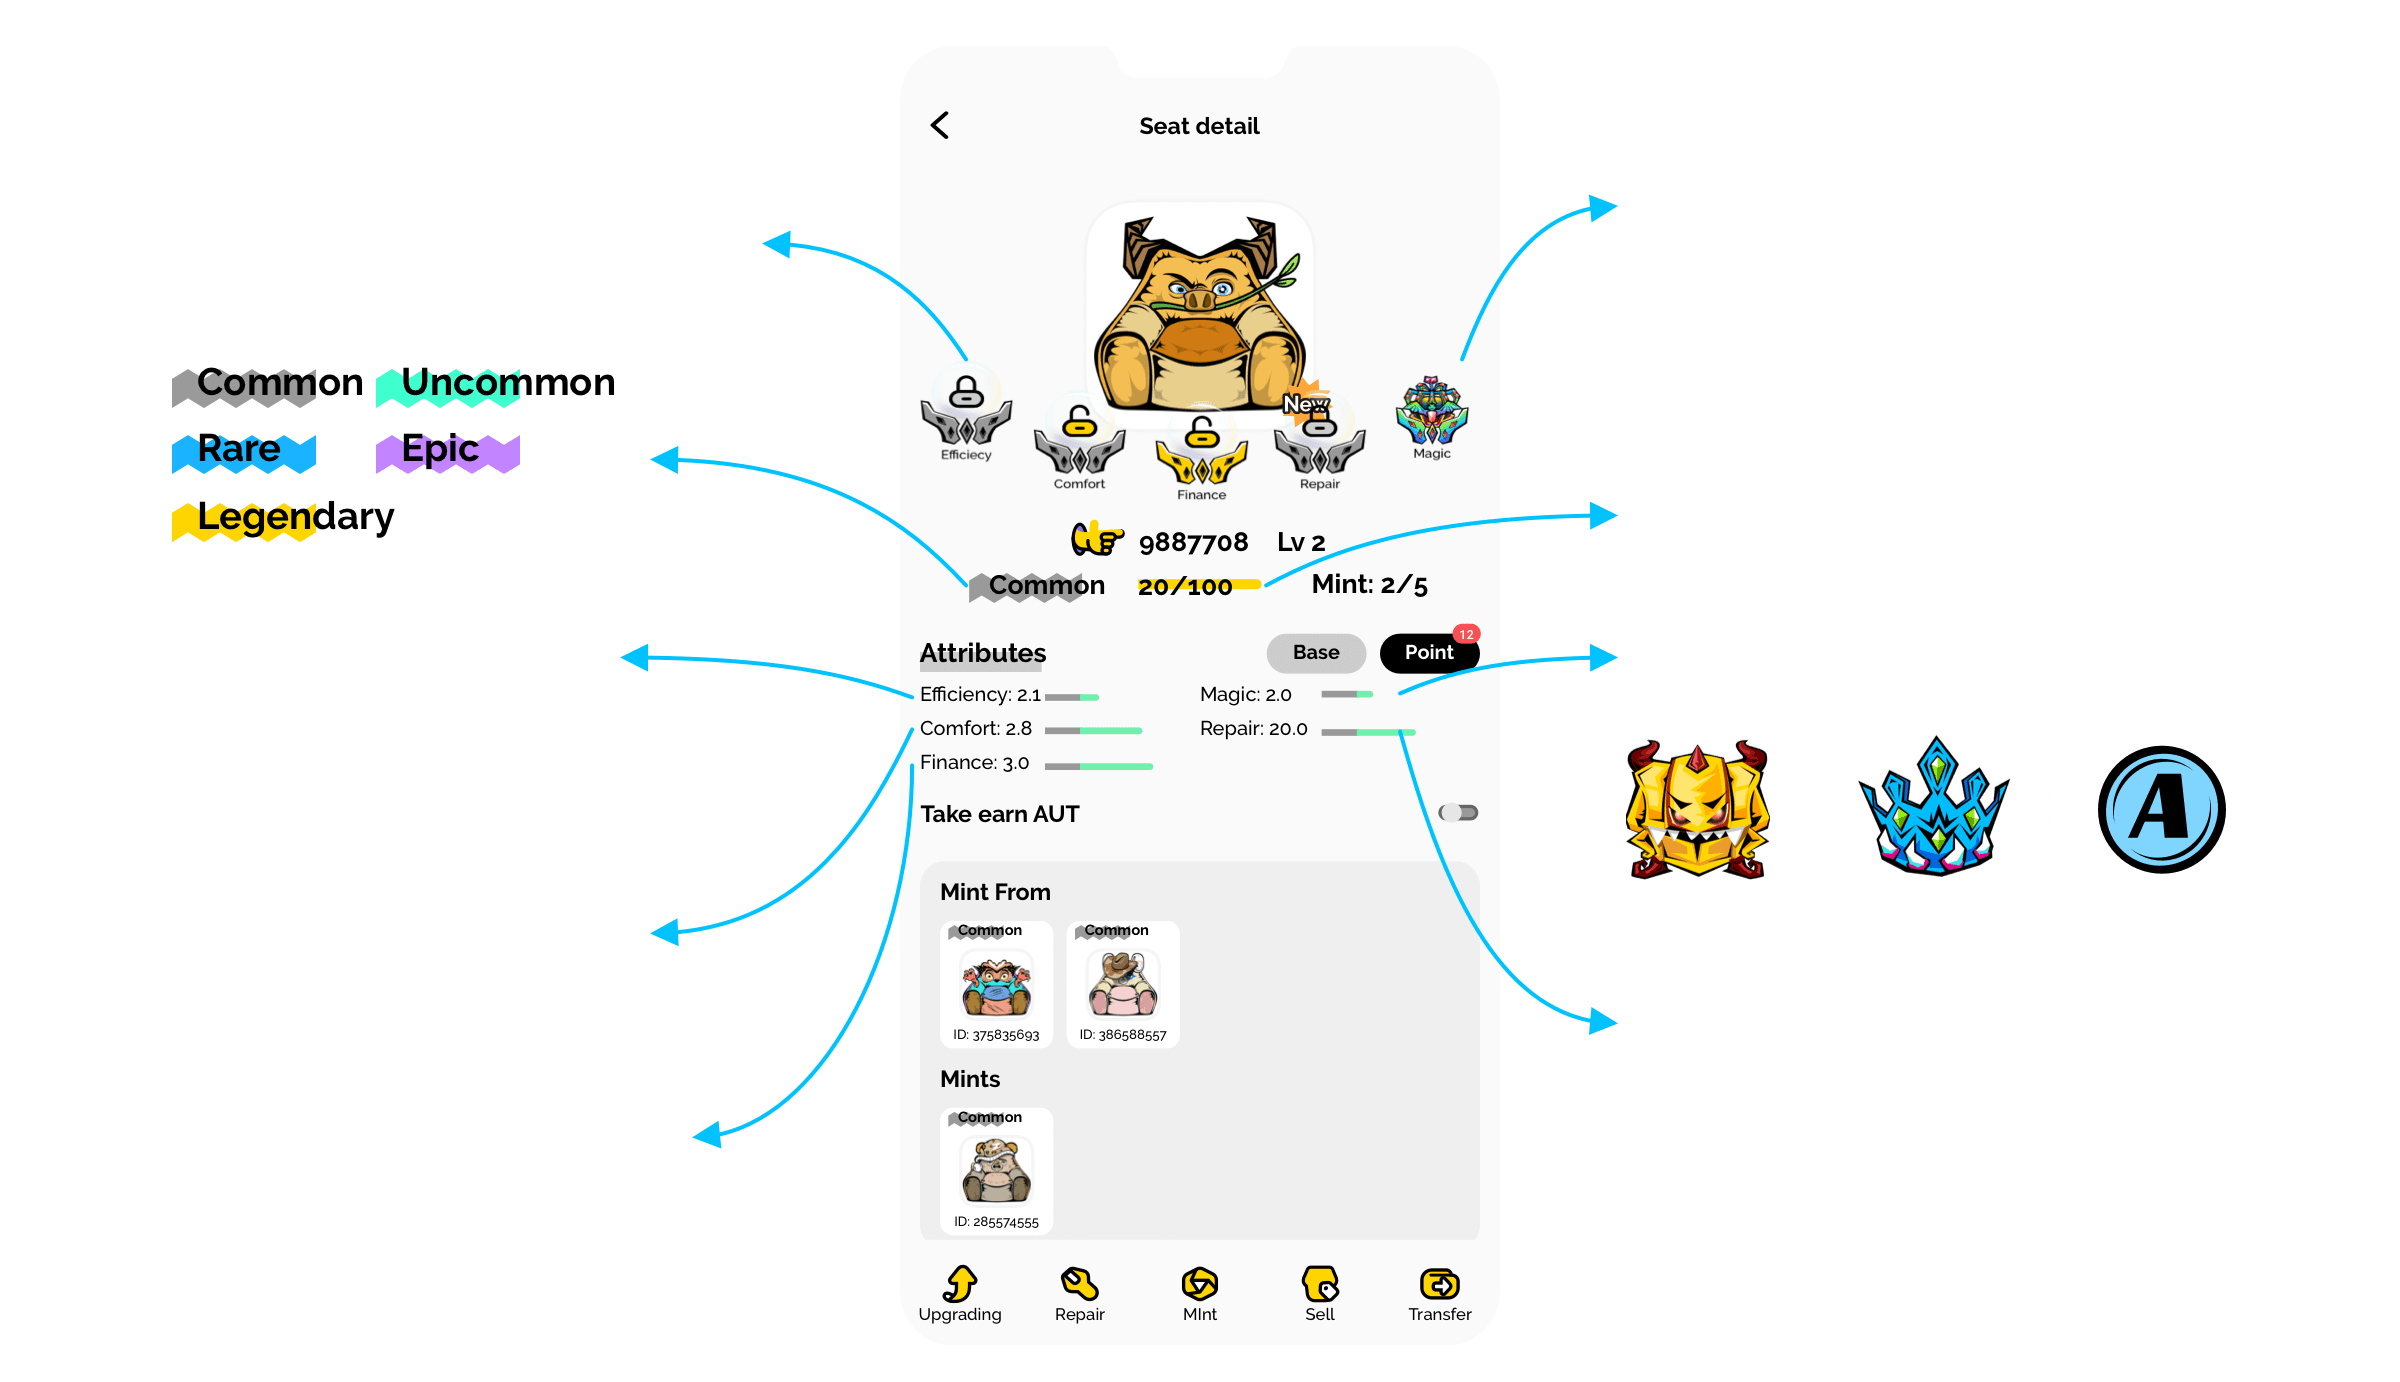 Seat detail
Common Uncommon
Rare Epic
Legendary
New
Efficiecy
Comfort
Finance
Repair
Magic
9887708 Lv 2
Common 20/100 Mint: 2/5
Attributes Base Point 12
Efficiency: 2.1 Magic: 2.0
Comfort: 2.8 Repair: 20.0
Finance: 3.0
Take earn AUT
A
Mint From
Common Common
ID: 375835693 ID: 386588557
Mints
Common
ID: 285574555
Upgrading Repair MInt Sell Transfer